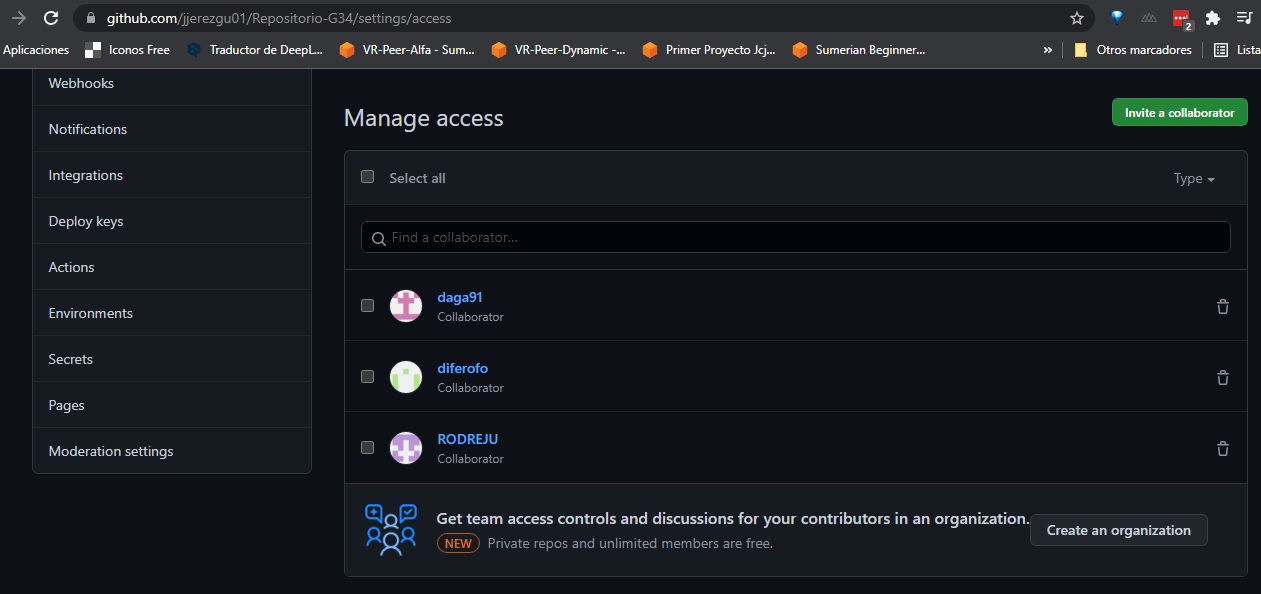 github.com/jjerezgu01/Repositorio-G34/settings/access
2
Aplicaciones Iconos Free Traductor de DeepL... VR-Peer-Alfa - Sum... VR-Peer-Dynamic -... Primer Proyecto Jcj... Sumerian Beginner... » Otros marcadores Lista
Webhooks
Notifications
Integrations
Deploy keys
Actions
Environments
Secrets
Pages
Moderation settings
Manage access
Invite a collaborator
Select all
Type
Find a collaborator...
daga91
Collaborator
diferofo
Collaborator
RODREJU
Collaborator
Get team access controls and discussions for your contributors in an organization.
NEW Private repos and unlimited members are free.
Create an organization